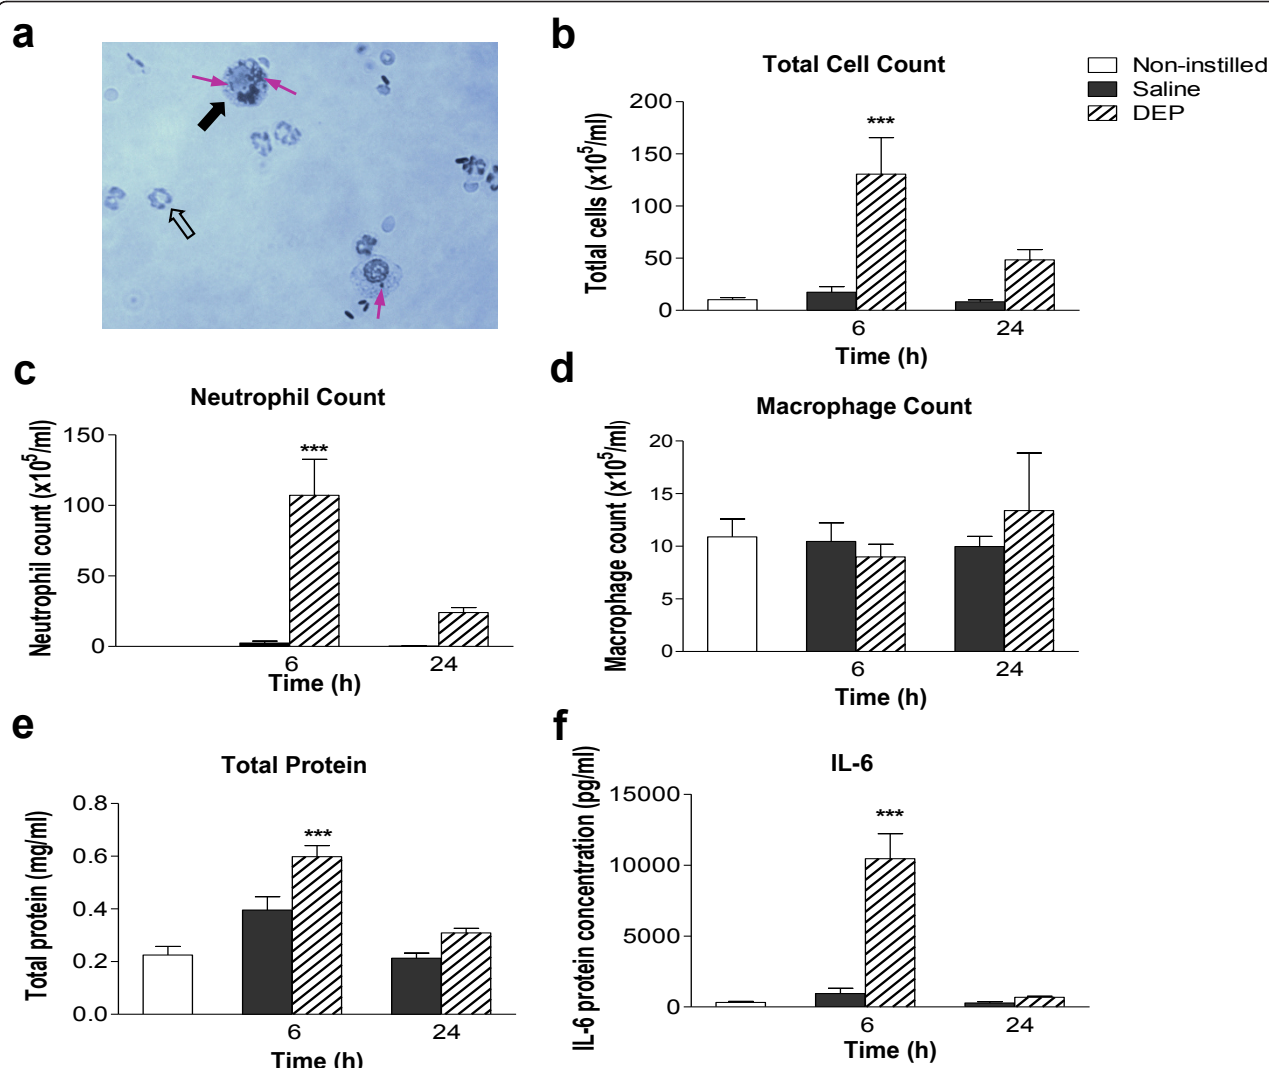 a
b
Total Cell Count
Non-instilled
Saline
DEP
Totlal cells (x10⁵/ml)
200
150
100
50
0
***
6
24
Time (h)
c
Neutrophil Count
Neutrophil count (x10⁵/ml)
150
100
50
0
***
6
24
Time (h)
d
Macrophage Count
Macrophage count (x10⁵/ml)
20
15
10
5
0
6
24
Time (h)
e
Total Protein
Total protein (mg/ml)
0.8
0.6
0.4
0.2
0.0
***
6
24
Time (h)
f
IL-6
IL-6 protein concentration (pg/ml)
15000
10000
5000
0
***
6
24
Time (h)